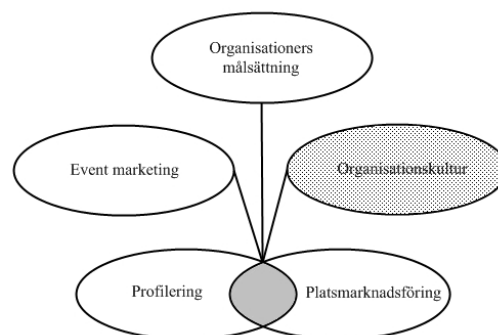 Organisationers
målsättning
Event marketing
Organisationskultur
Profilering
Platsmarknadsföring